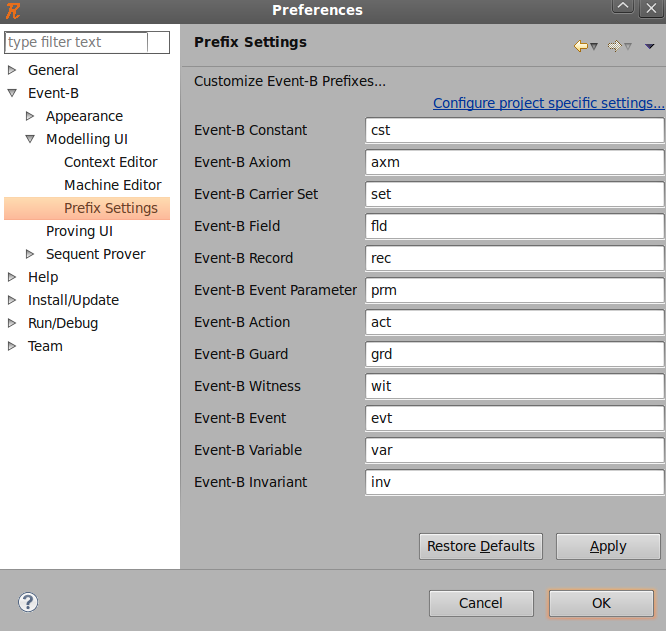 Preferences
type filter text
General
Event-B
Appearance
Modelling UI
Context Editor
Machine Editor
Prefix Settings
Proving UI
Sequent Prover
Help
Install/Update
Run/Debug
Team
Prefix Settings
Customize Event-B Prefixes...
Configure project specific settings...
Event-B Constant cst
Event-B Axiom axm
Event-B Carrier Set set
Event-B Field fld
Event-B Record rec
Event-B Event Parameter prm
Event-B Action act
Event-B Guard grd
Event-B Witness wit
Event-B Event evt
Event-B Variable var
Event-B Invariant inv
Restore Defaults Apply
? Cancel OK